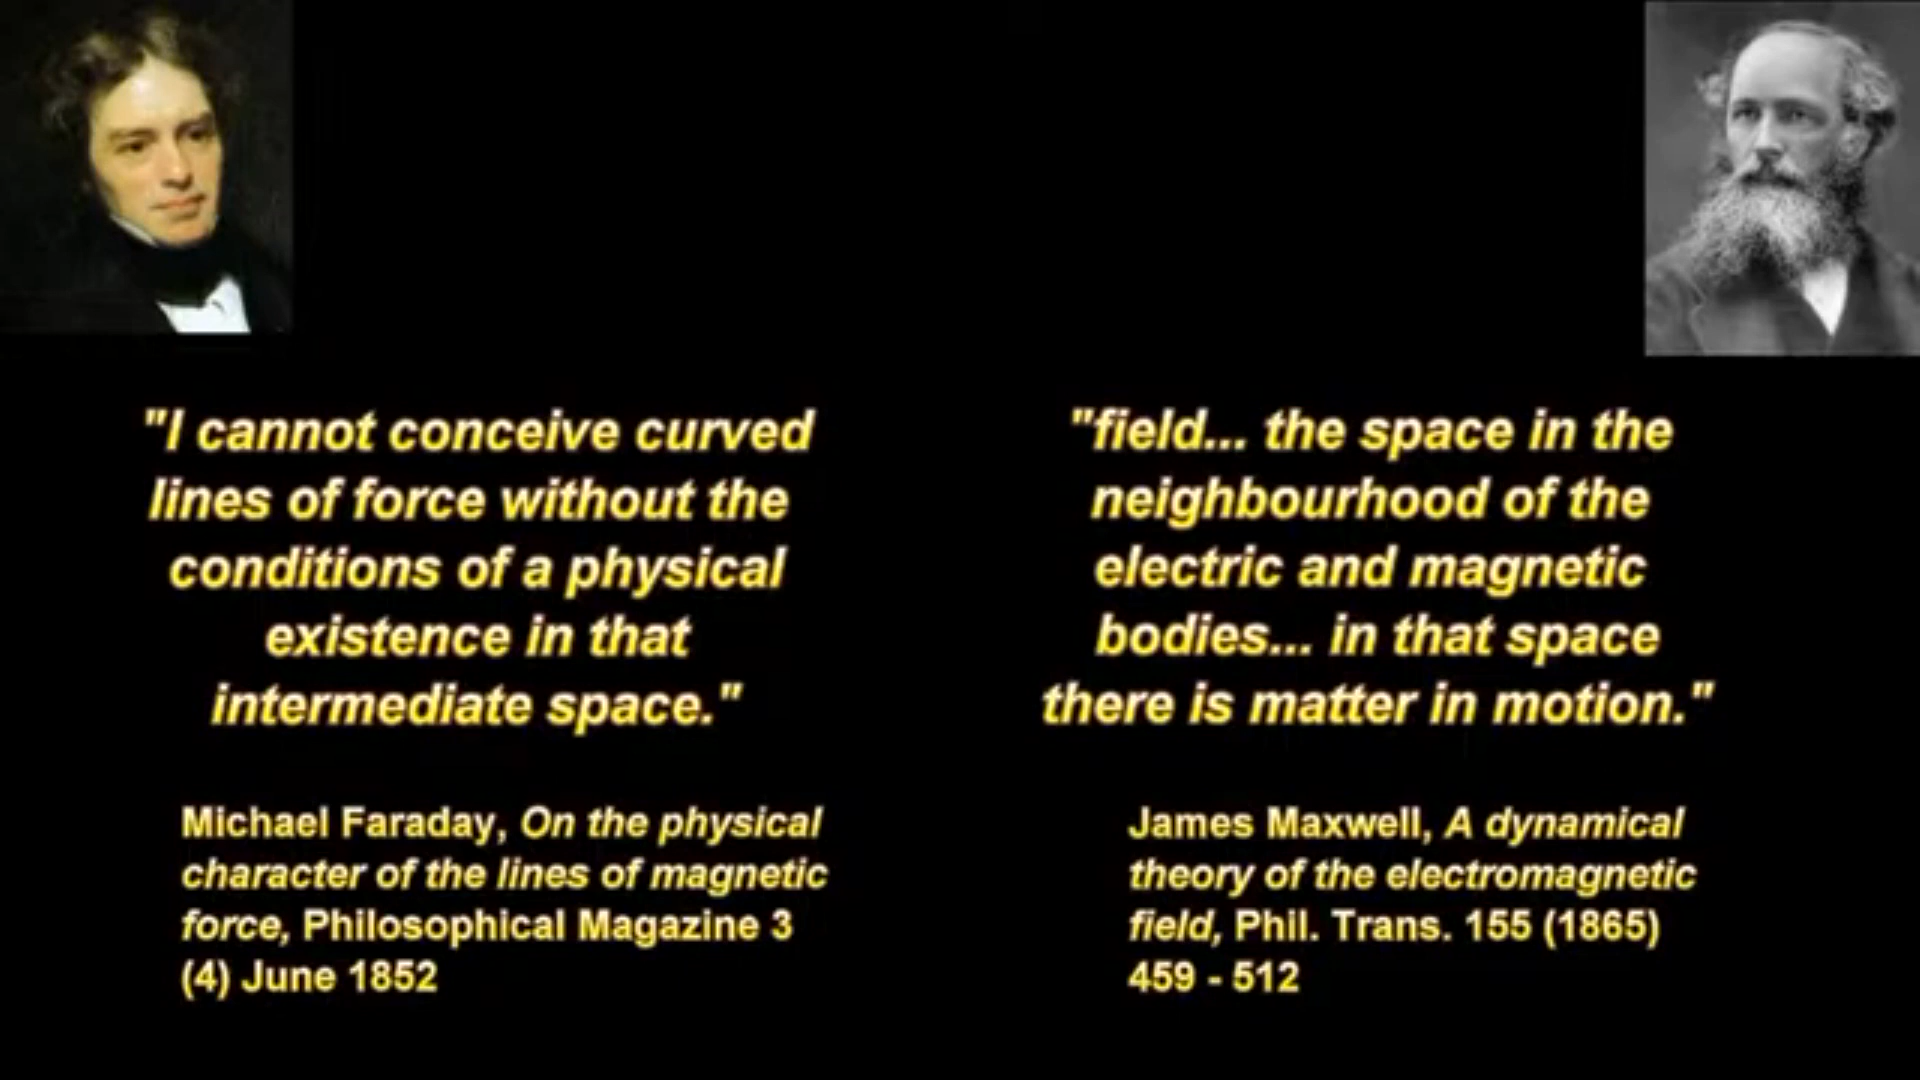 "I cannot conceive curved
lines of force without the
conditions of a physical
existence in that
intermediate space."
Michael Faraday, On the physical
character of the lines of magnetic
force, Philosophical Magazine 3
(4) June 1852
"field... the space in the
neighbourhood of the
electric and magnetic
bodies... in that space
there is matter in motion."
James Maxwell, A dynamical
theory of the electromagnetic
field, Phil. Trans. 155 (1865)
459 - 512